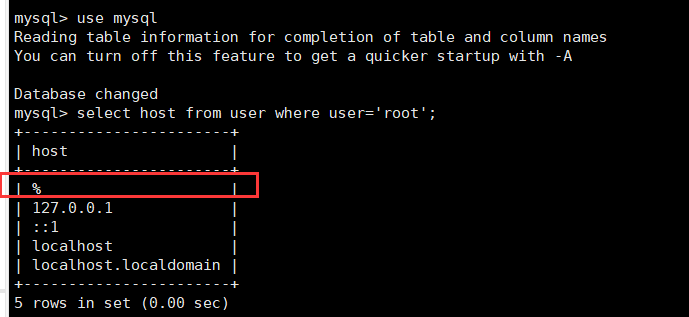 mysql> use mysql
Reading table information for completion of table and column names
You can turn off this feature to get a quicker startup with -A
Database changed
mysql> select host from user where user='root';
+-----------------------+
| host                  |
+-----------------------+
| %                     |
| 127.0.0.1             |
| ::1                   |
| localhost             |
| localhost.localdomain |
+-----------------------+
5 rows in set (0.00 sec)